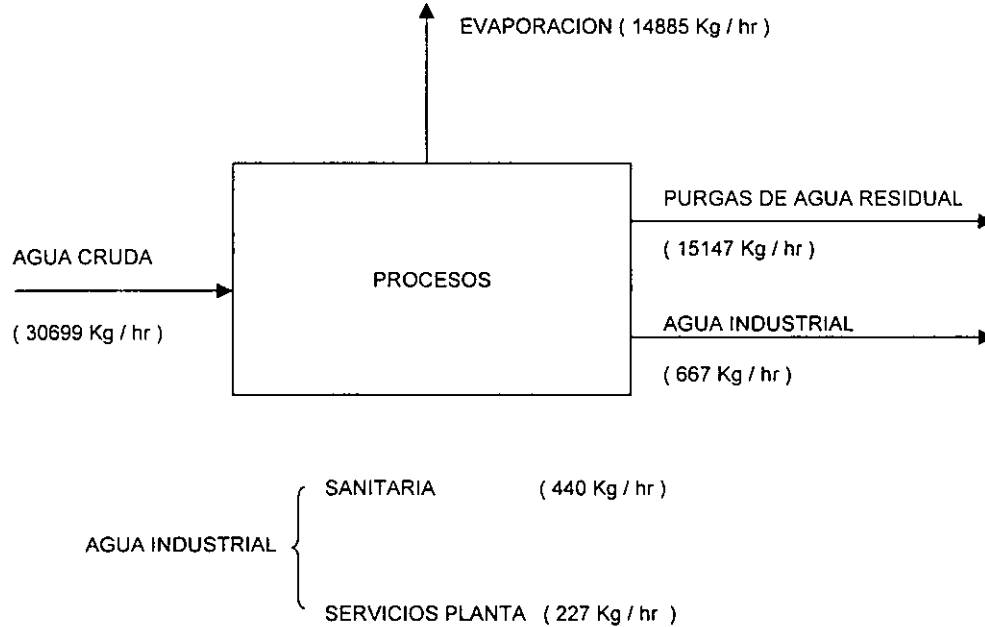 EVAPORACION ( 14885 Kg / hr )
PURGAS DE AGUA RESIDUAL
( 15147 Kg / hr )
AGUA CRUDA
( 30699 Kg / hr )
PROCESOS
AGUA INDUSTRIAL
( 667 Kg / hr )
SANITARIA ( 440 Kg / hr )
AGUA INDUSTRIAL
SERVICIOS PLANTA ( 227 Kg / hr )